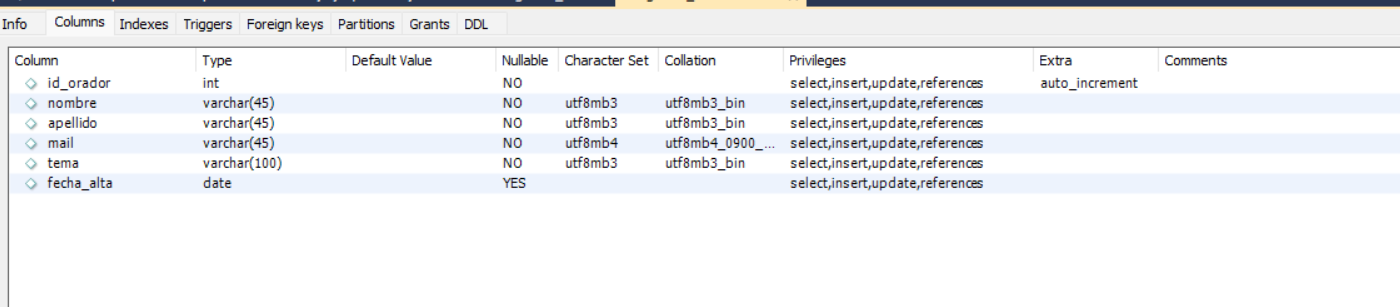 Info Columns Indexes Triggers Foreign keys Partitions Grants DDL
Column Type Default Value Nullable Character Set Collation Privileges Extra Comments
id_orador int NO select,insert,update,references auto_increment
nombre varchar(45) NO utf8mb3 utf8mb3_bin select,insert,update,references
apellido varchar(45) NO utf8mb3 utf8mb3_bin select,insert,update,references
mail varchar(45) NO utf8mb4 utf8mb4_0900_... select,insert,update,references
tema varchar(100) NO utf8mb3 utf8mb3_bin select,insert,update,references
fecha_alta date YES select,insert,update,references